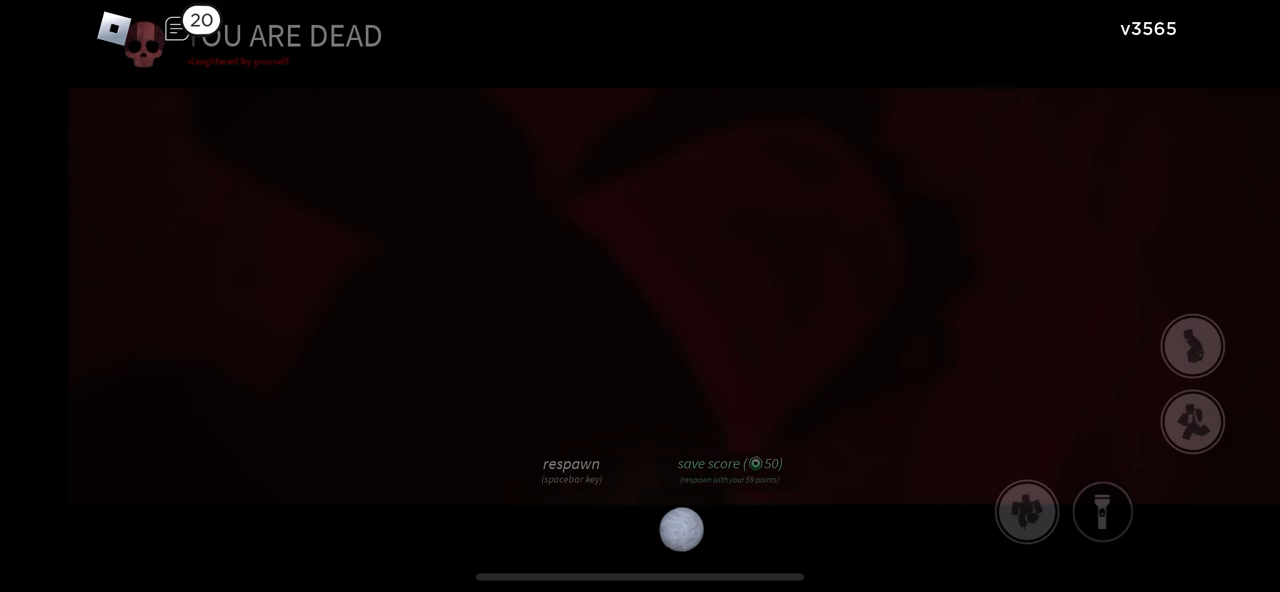 20
YOU ARE DEAD
v3565
slaughtered by yourself
respawn
(spacebar key)
save score (50)
(respawn with your 59 points)